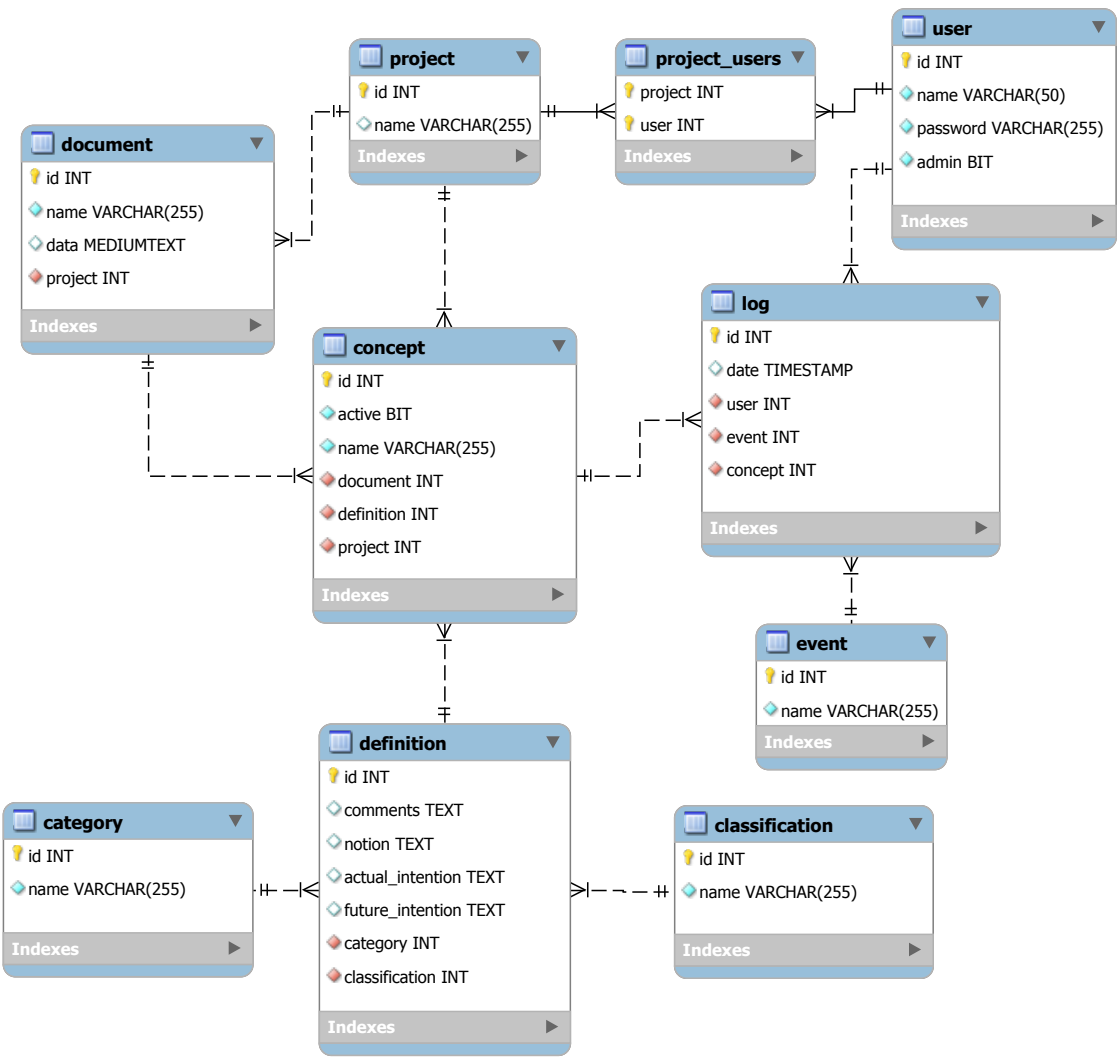 project
id INT
name VARCHAR(255)
Indexes
project_users
project INT
user INT
Indexes
user
id INT
name VARCHAR(50)
password VARCHAR(255)
admin BIT
Indexes
document
id INT
name VARCHAR(255)
data MEDIUMTEXT
project INT
Indexes
concept
id INT
active BIT
name VARCHAR(255)
document INT
definition INT
project INT
Indexes
log
id INT
date TIMESTAMP
user INT
event INT
concept INT
Indexes
event
id INT
name VARCHAR(255)
Indexes
definition
id INT
comments TEXT
notion TEXT
actual_intention TEXT
future_intention TEXT
category INT
classification INT
Indexes
category
id INT
name VARCHAR(255)
Indexes
classification
id INT
name VARCHAR(255)
Indexes